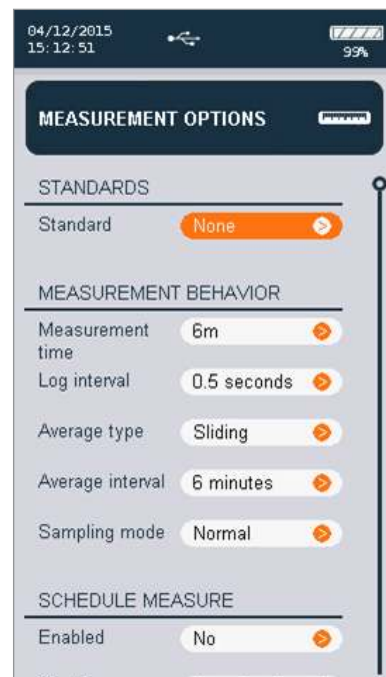 04/12/2015
15:12:51
99%
MEASUREMENT OPTIONS
STANDARDS
Standard None
MEASUREMENT BEHAVIOR
Measurement time 6m
Log interval 0.5 seconds
Average type Sliding
Average interval 6 minutes
Sampling mode Normal
SCHEDULE MEASURE
Enabled No